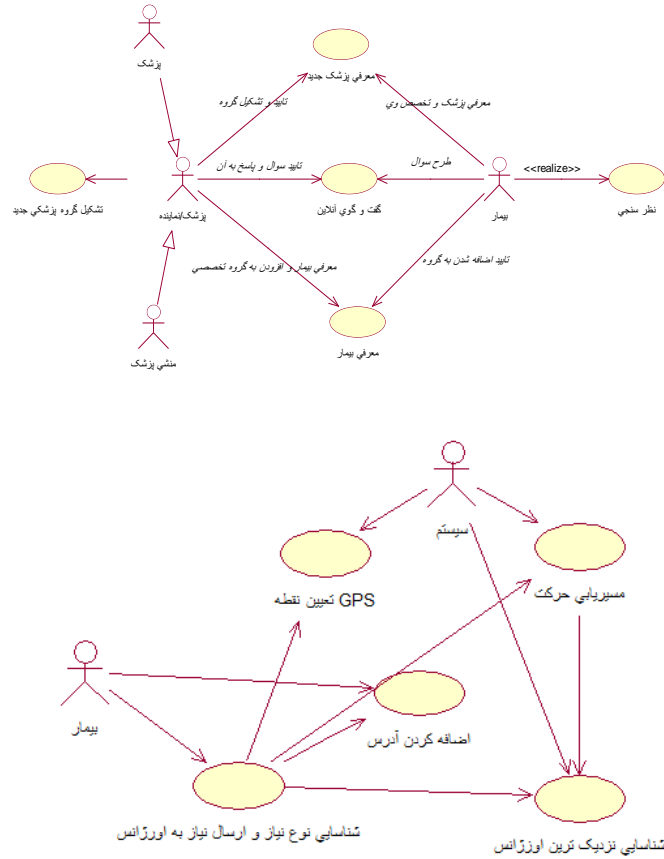 پزشک
معرفي پزشک جديد
تاييد و تشکيل گروه
معرفي پزشک و تخصص وي
تاييد سوال و پاسخ به آن
طرح سوال
<<realize>>
تشکيل گروه پزشکي جديد
پزشک/نماينده
گفت و گوي آنلاين
بيمار
نظر سنجي
معرفي بيمار و افزودن به گروه تخصصي
تاييد اضافه شدن به گروه
منشي پزشک
معرفي بيمار
سيستم
تعيين نقطه GPS
مسيريابي حرکت
بيمار
اضافه کردن آدرس
شناسايي نوع نياز و ارسال نياز به اورژانس
شناسايي نزديک ترين اوژژانس